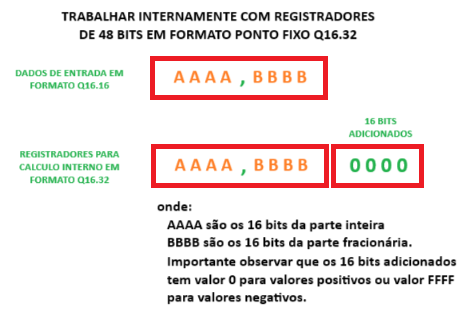 TRABALHAR INTERNAMENTE COM REGISTRADORES
DE 48 BITS EM FORMATO PONTO FIXO Q16.32
DADOS DE ENTRADA EM
FORMATO Q16.16
AAAA,BBBB
16 BITS
ADICIONADOS
REGISTRADORES PARA
CALCULO INTERNO EM
FORMATO Q16.32
AAAA,BBBB 0000
onde:
AAAA são os 16 bits da parte inteira
BBBB são os 16 bits da parte fracionária.
Importante observar que os 16 bits adicionados
tem valor 0 para valores positivos ou valor FFFF
para valores negativos.